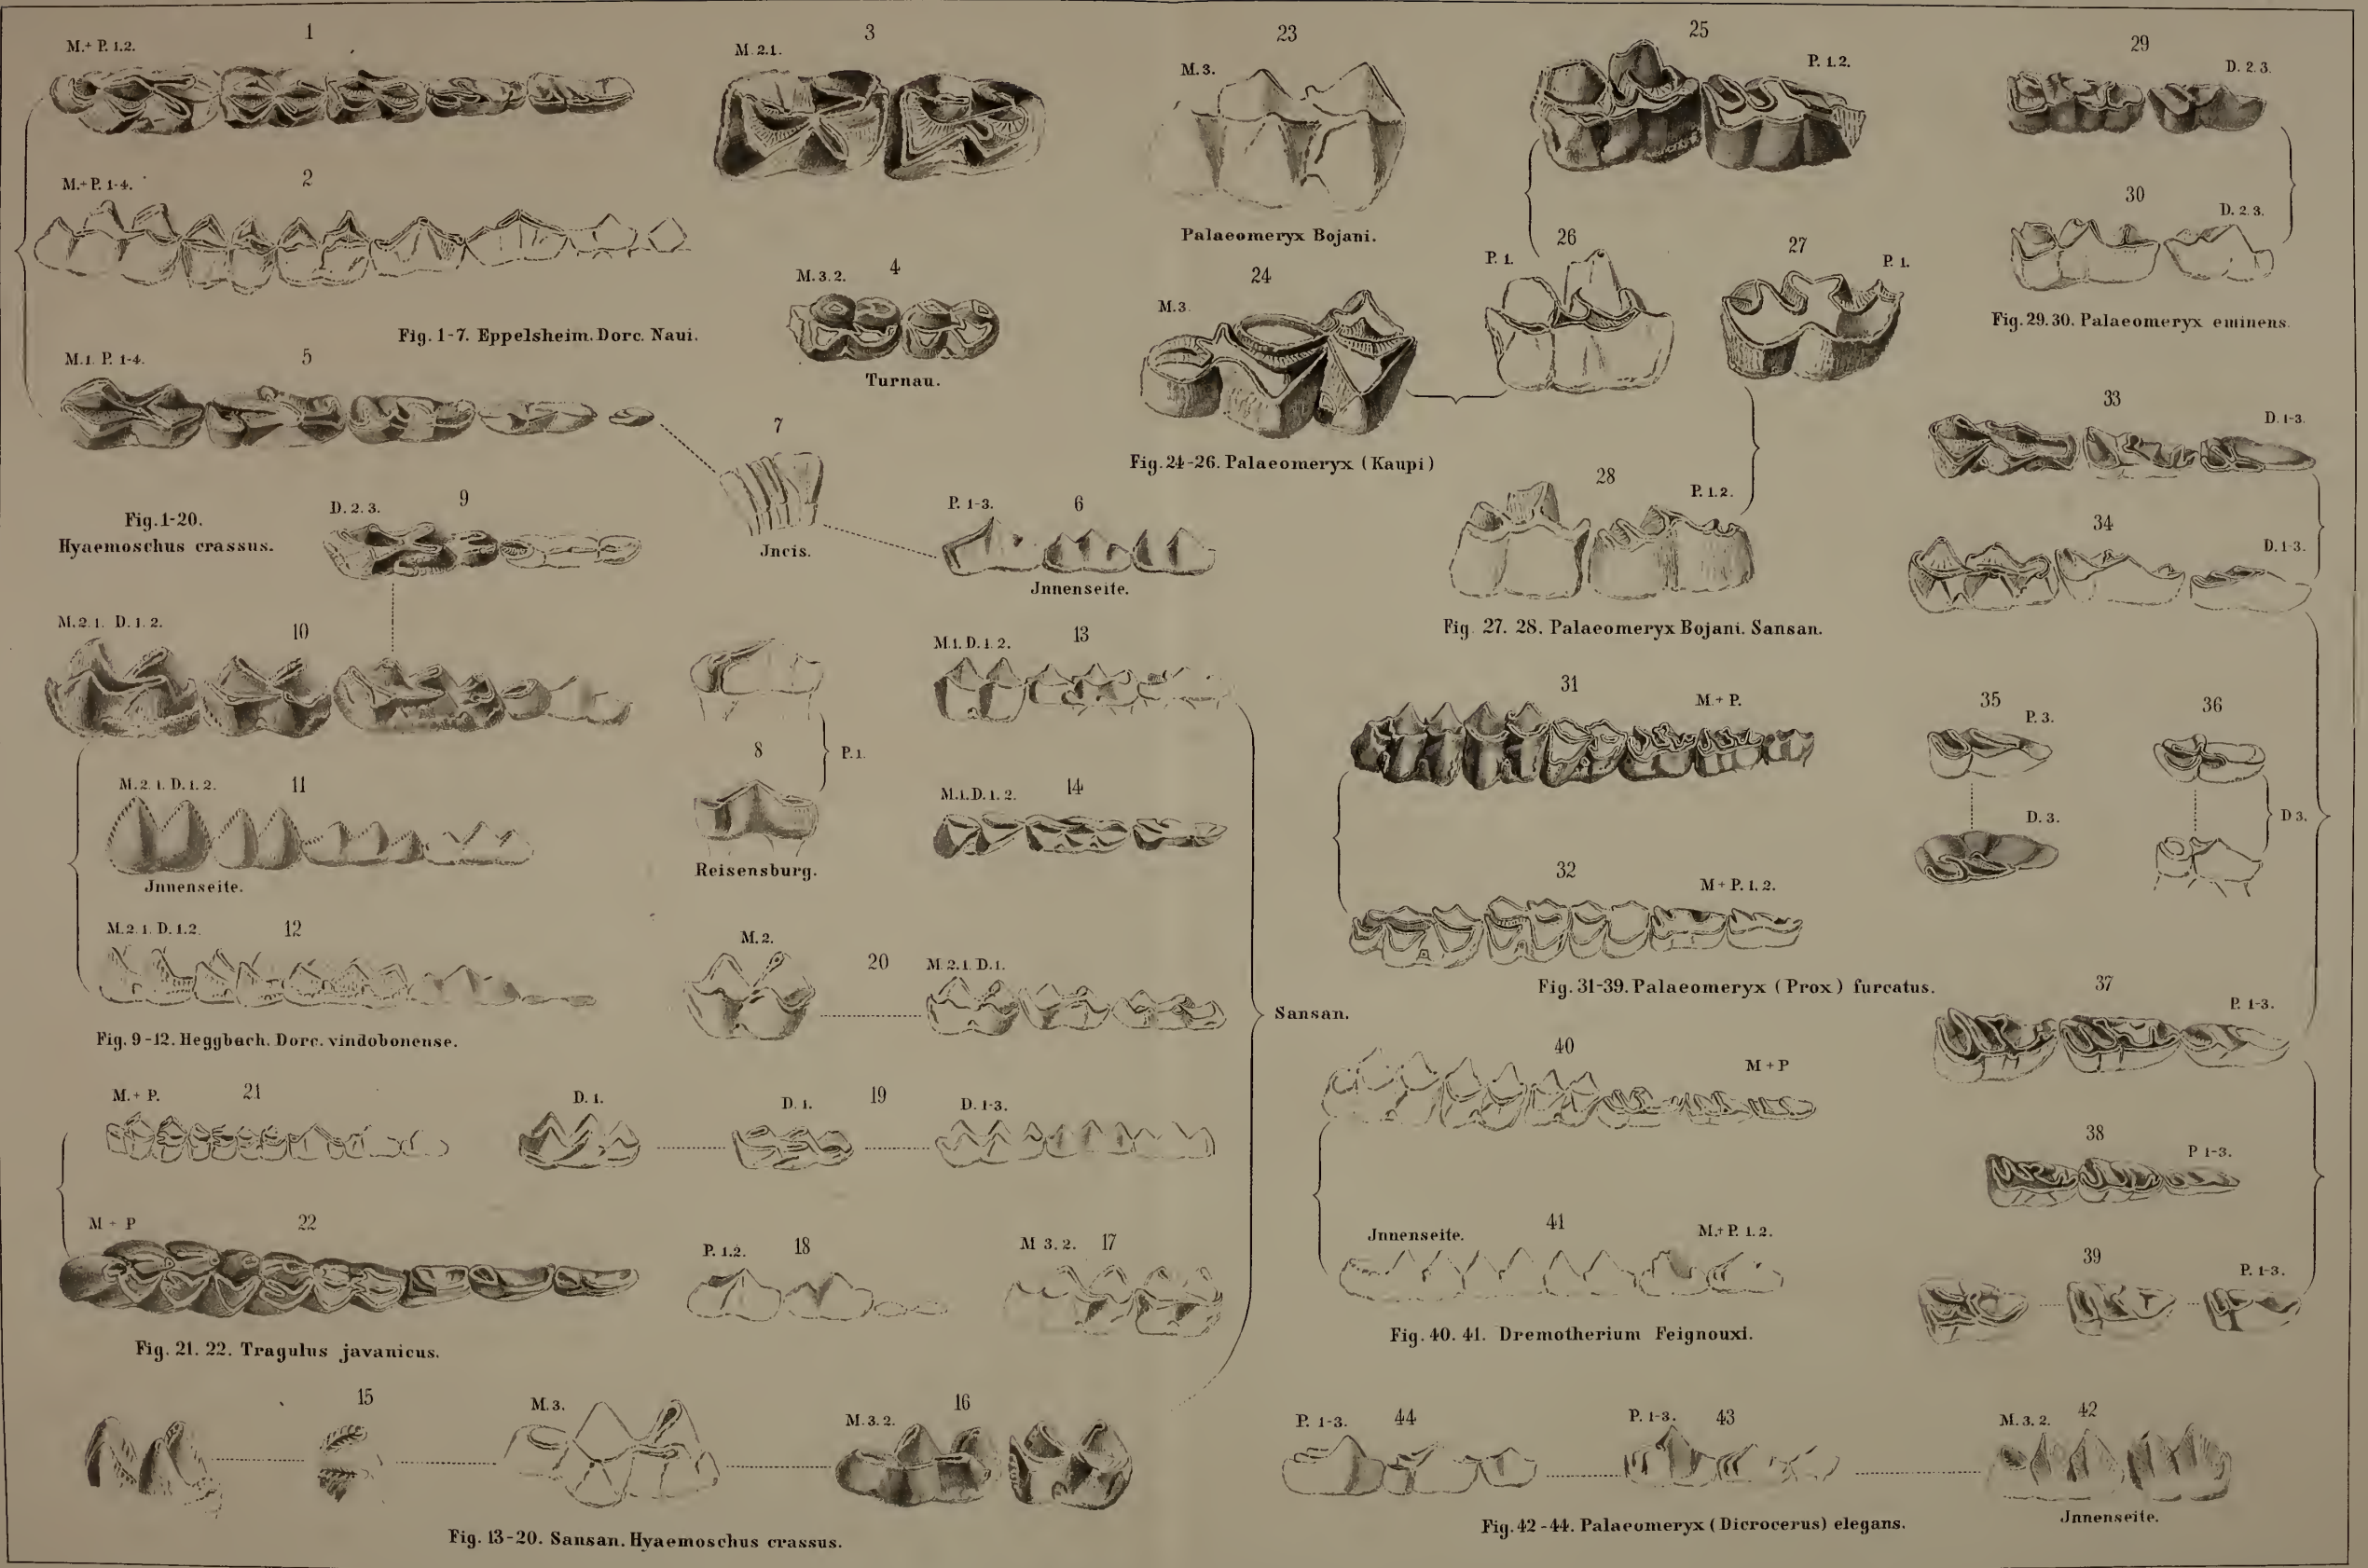 1
M.+ P. 1.2.
2
M.+ P. 1-4.
Fig. 1-7. Eppelsheim. Dorc. Naui.
M.1. P. 1-4.
5
3
M. 2.1.
4
M. 3. 2.
Turnau.
7
Jncis.
P. 1-3.
6
Jnnenseite.
Fig. 1-20.
Hyaemoschus crassus.
D. 2. 3.
9
M. 2. 1. D. 1. 2.
10
M. 2. 1. D. 1. 2.
11
Jnnenseite.
M. 2 1. D. 1.2.
12
Fig. 9-12. Heggbach. Dorc. vindobonense.
8
P. 1.
Reisensburg.
M.1. D. 1. 2.
13
M.1. D. 1. 2.
14
M. 2.
20
M. 2. 1. D. 1.
Sansan.
M. + P.
21
D. 1.
D. 1.
19
D. 1-3.
M + P
22
P. 1.2.
18
M 3. 2.
17
Fig. 21. 22. Tragulus javanicus.
15
M. 3.
16
M. 3. 2.
Fig. 13-20. Sansan. Hyaemoschus crassus.
23
M. 3.
Palaeomeryx Bojani.
24
M. 3.
Fig. 24-26. Palaeomeryx (Kaupi)
25
P. 1.2.
26
P. 1.
27
P. 1.
28
P. 1.2.
Fig. 27. 28. Palaeomeryx Bojani. Sansan.
29
D. 2. 3.
30
D. 2. 3.
Fig. 29. 30. Palaeomeryx eminens.
33
D. 1-3.
34
D. 1-3.
31
M.+ P.
32
M + P. 1. 2.
Fig. 31-39. Palaeomeryx (Prox) furcatus.
35
P. 3.
D. 3.
36
D 3.
37
P. 1-3.
38
P 1-3.
39
P. 1-3.
40
M + P
Jnnenseite.
41
M.+ P. 1. 2.
Fig. 40. 41. Dremotherium Feignouxi.
P. 1-3.
44
P. 1-3.
43
M. 3. 2.
42
Jnnenseite.
Fig. 42-44. Palaeomeryx (Dicrocerus) elegans.